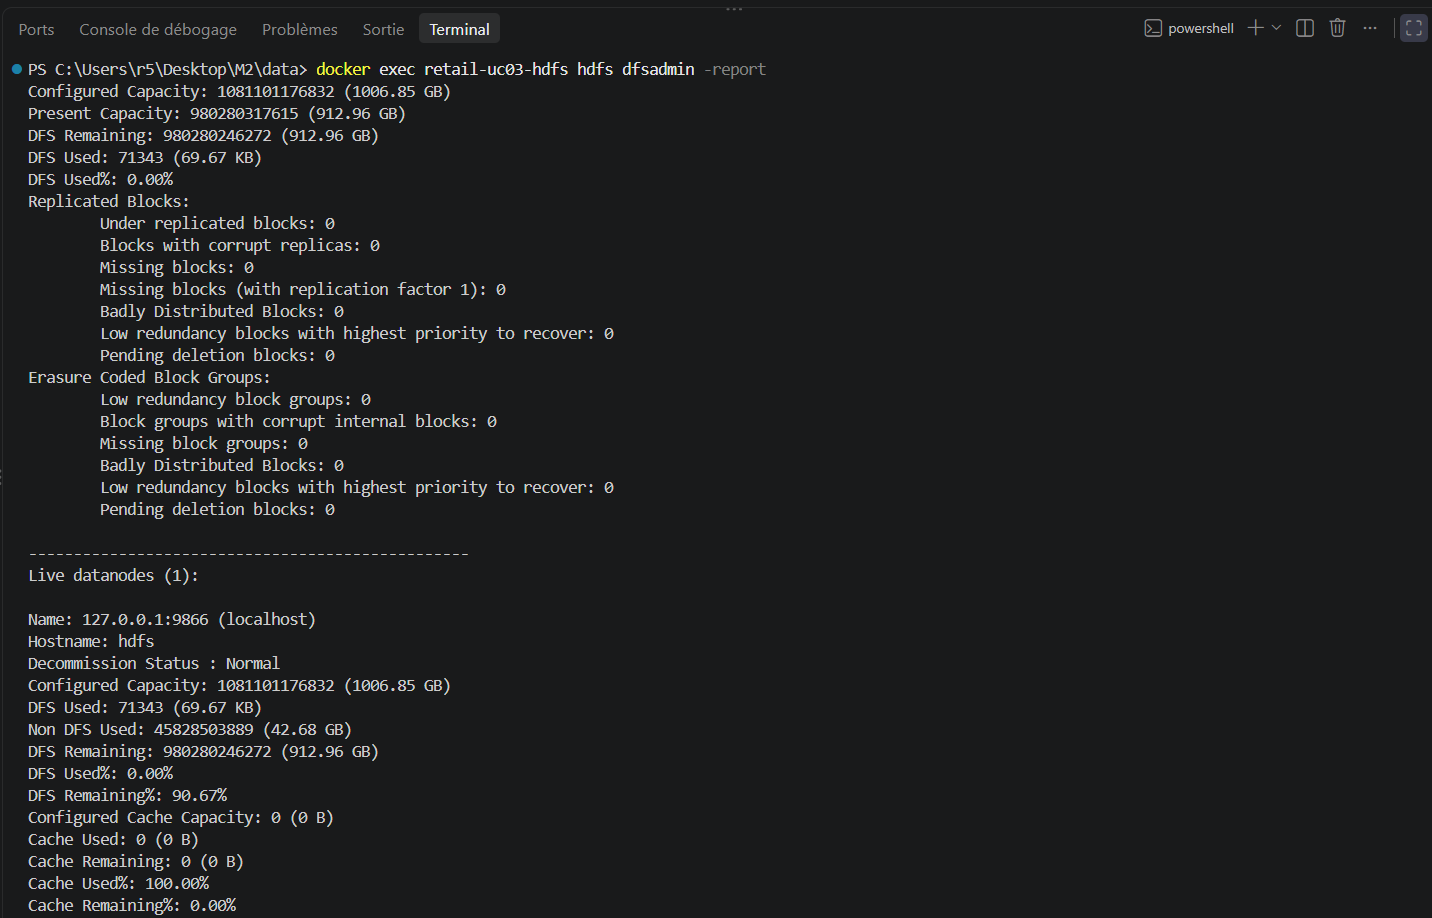 Ports Console de débogage Problèmes Sortie Terminal powershell
PS C:\Users\r5\Desktop\M2\data> docker exec retail-uc03-hdfs hdfs dfsadmin -report
Configured Capacity: 1081101176832 (1006.85 GB)
Present Capacity: 980280317615 (912.96 GB)
DFS Remaining: 980280246272 (912.96 GB)
DFS Used: 71343 (69.67 KB)
DFS Used%: 0.00%
Replicated Blocks:
Under replicated blocks: 0
Blocks with corrupt replicas: 0
Missing blocks: 0
Missing blocks (with replication factor 1): 0
Badly Distributed Blocks: 0
Low redundancy blocks with highest priority to recover: 0
Pending deletion blocks: 0
Erasure Coded Block Groups:
Low redundancy block groups: 0
Block groups with corrupt internal blocks: 0
Missing block groups: 0
Badly Distributed Blocks: 0
Low redundancy blocks with highest priority to recover: 0
Pending deletion blocks: 0
-------------------------------------------------
Live datanodes (1):
Name: 127.0.0.1:9866 (localhost)
Hostname: hdfs
Decommission Status : Normal
Configured Capacity: 1081101176832 (1006.85 GB)
DFS Used: 71343 (69.67 KB)
Non DFS Used: 45828503889 (42.68 GB)
DFS Remaining: 980280246272 (912.96 GB)
DFS Used%: 0.00%
DFS Remaining%: 90.67%
Configured Cache Capacity: 0 (0 B)
Cache Used: 0 (0 B)
Cache Remaining: 0 (0 B)
Cache Used%: 100.00%
Cache Remaining%: 0.00%